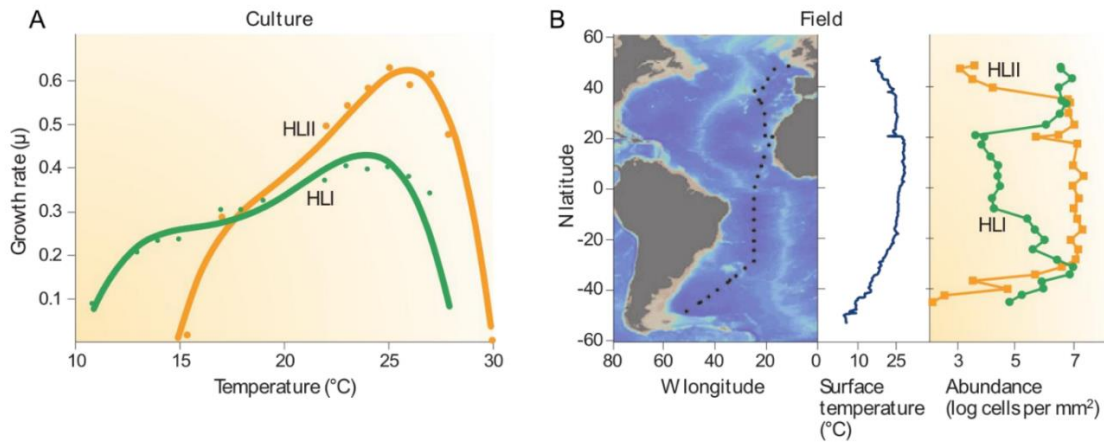 A
Culture
Growth rate (μ)
0.6
0.5
0.4
0.3
0.2
0.1
HLII
HLI
10
15
20
25
30
Temperature (°C)
B
Field
N latitude
60
40
20
0
-20
-40
-60
80
60
40
20
0
W longitude
10
25
Surface
temperature
(°C)
HLII
HLI
3
5
7
Abundance
(log cells per mm²)